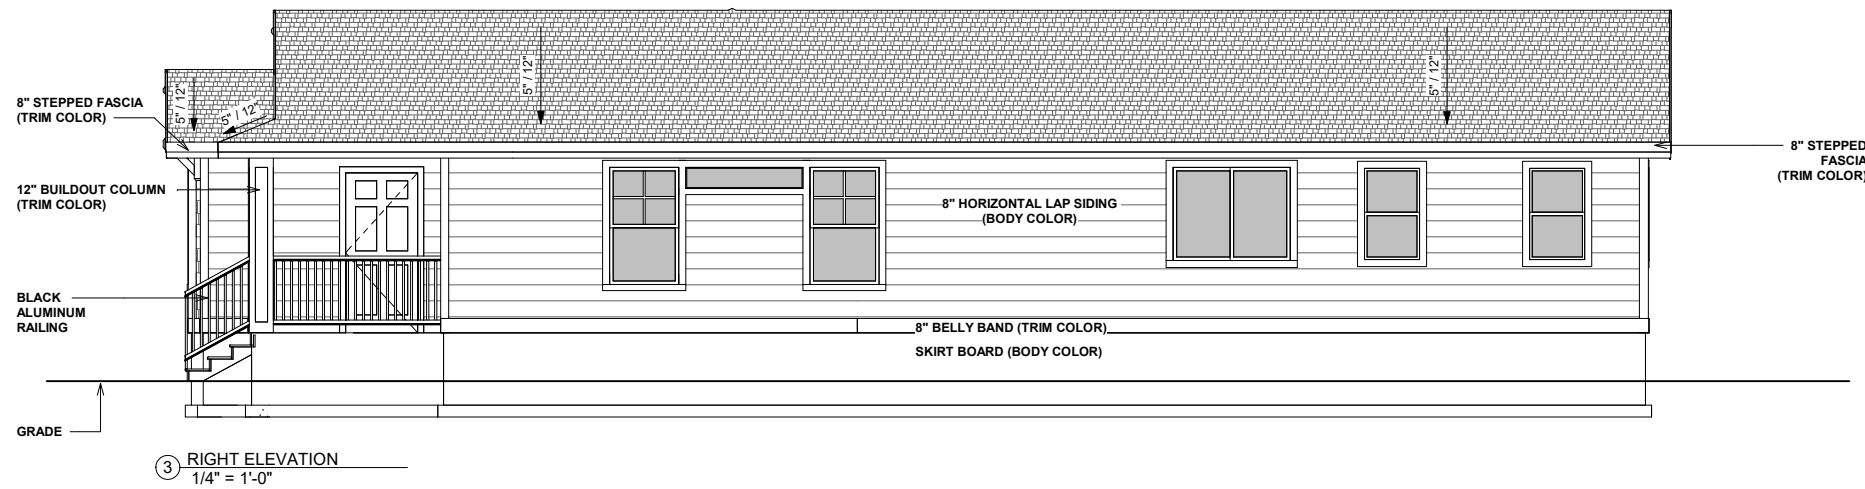 5" / 12"
5" / 12"
5" / 12"
5" / 12"
8" STEPPED FASCIA
(TRIM COLOR)
8" STEPPED
FASCIA
(TRIM COLOR)
12" BUILDOUT COLUMN
(TRIM COLOR)
8" HORIZONTAL LAP SIDING
(BODY COLOR)
BLACK
ALUMINUM
RAILING
8" BELLY BAND (TRIM COLOR)
SKIRT BOARD (BODY COLOR)
GRADE
3
RIGHT ELEVATION
1/4" = 1'-0"